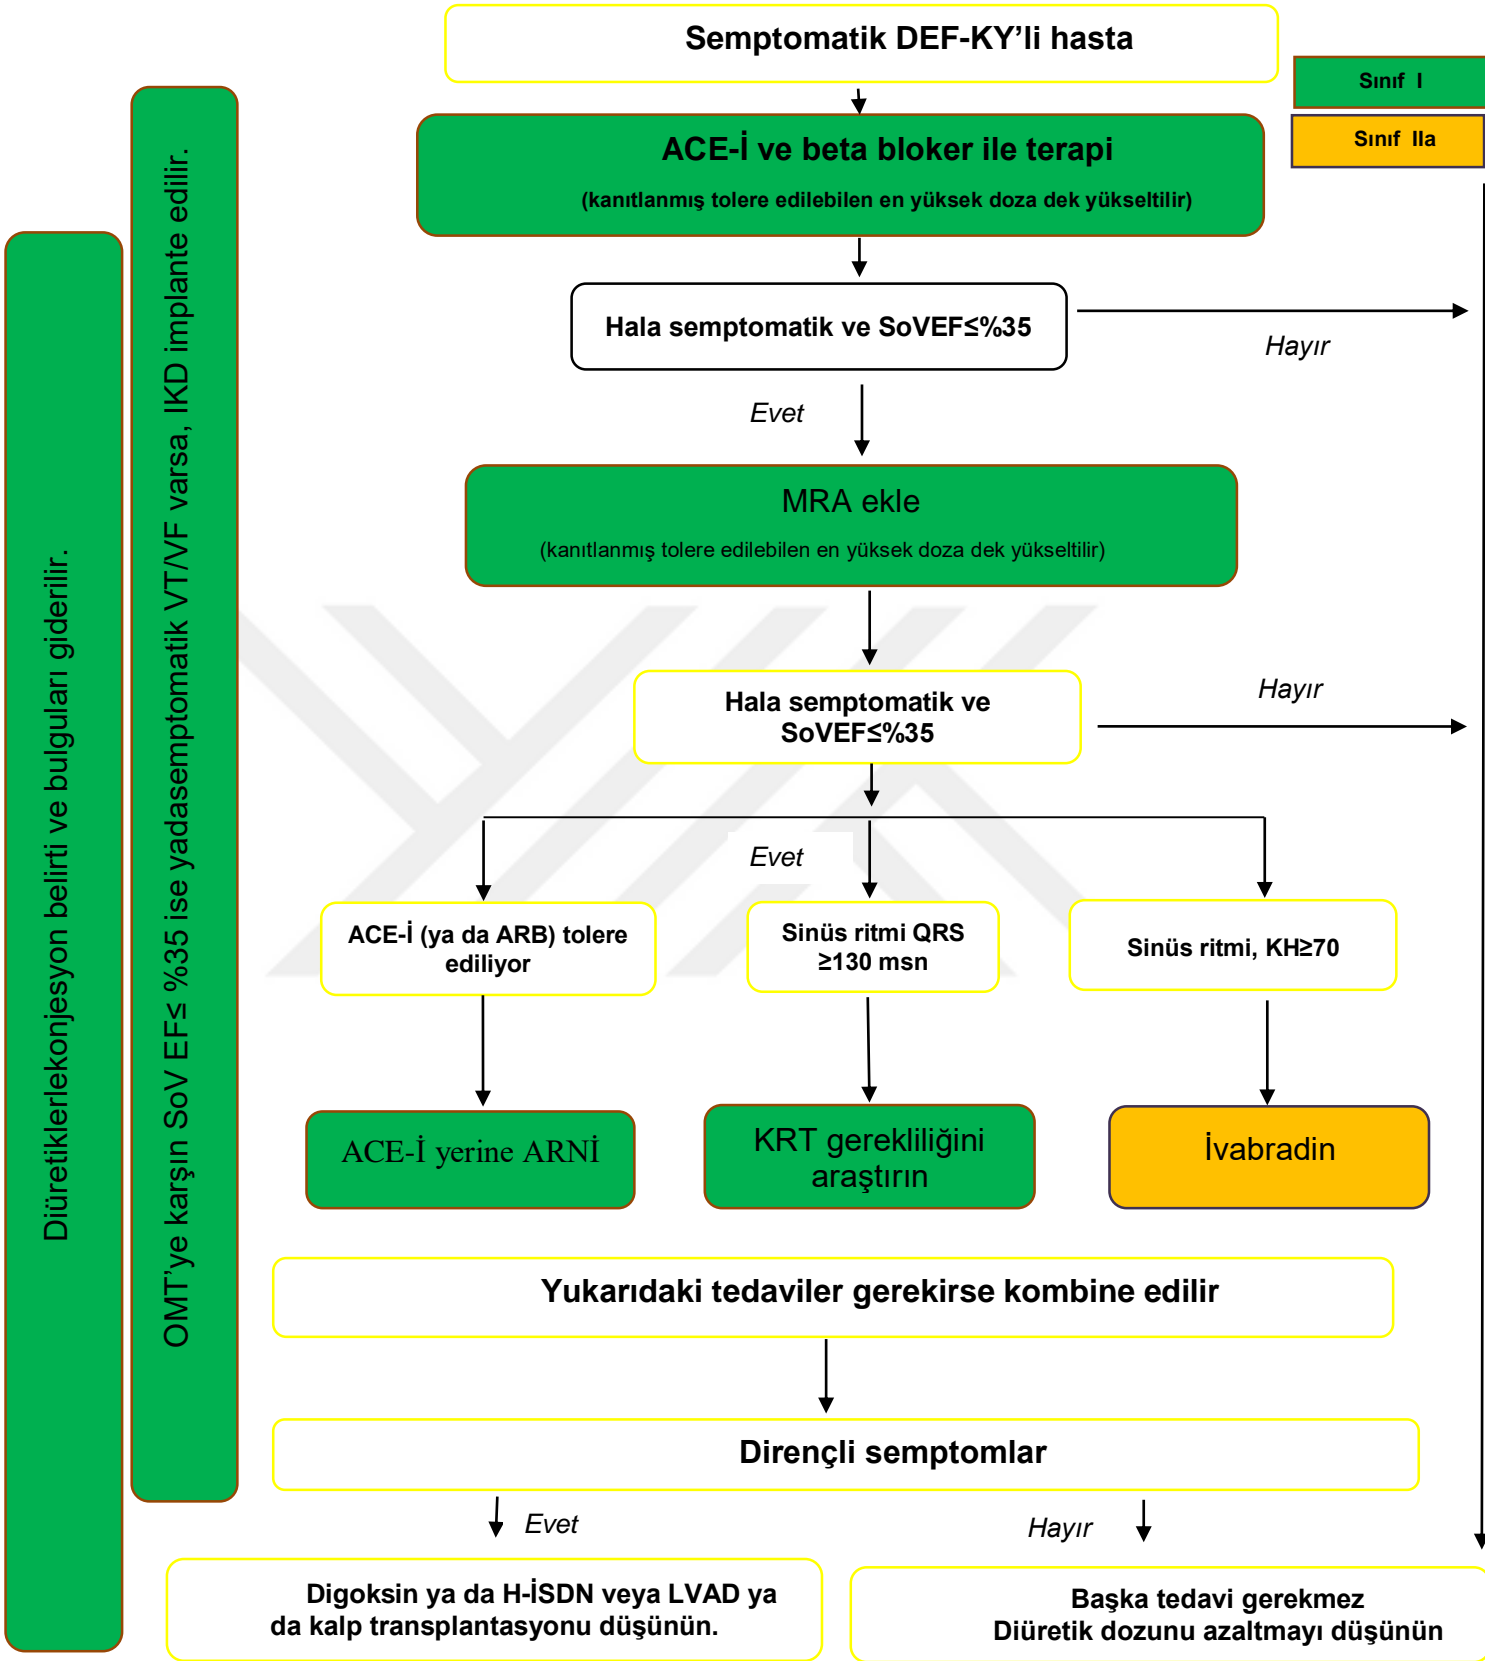 Semptomatik DEF-KY’li hasta
Sınıf I
Sınıf IIa
ACE-İ ve beta bloker ile terapi
(kanıtlanmış tolere edilebilen en yüksek doza dek yükseltilir)
Hala semptomatik ve SoVEF≤%35
Hayır
Evet
MRA ekle
(kanıtlanmış tolere edilebilen en yüksek doza dek yükseltilir)
Hala semptomatik ve
SoVEF≤%35
Hayır
Evet
ACE-İ (ya da ARB) tolere
ediliyor
Sinüs ritmi QRS
≥130 msn
Sinüs ritmi, KH≥70
ACE-İ yerine ARNİ
KRT gerekliliğini
araştırın
İvabradin
Yukarıdaki tedaviler gerekirse kombine edilir
Dirençli semptomlar
Evet
Hayır
Digoksin ya da H-İSDN veya LVAD ya
da kalp transplantasyonu düşünün.
Başka tedavi gerekmez
Diüretik dozunu azaltmayı düşünün
Diüretiklerlekonjesyon belirti ve bulguları giderilir.
OMT’ye karşın SoV EF≤ %35 ise yadasemptomatik VT/VF varsa, IKD implante edilir.